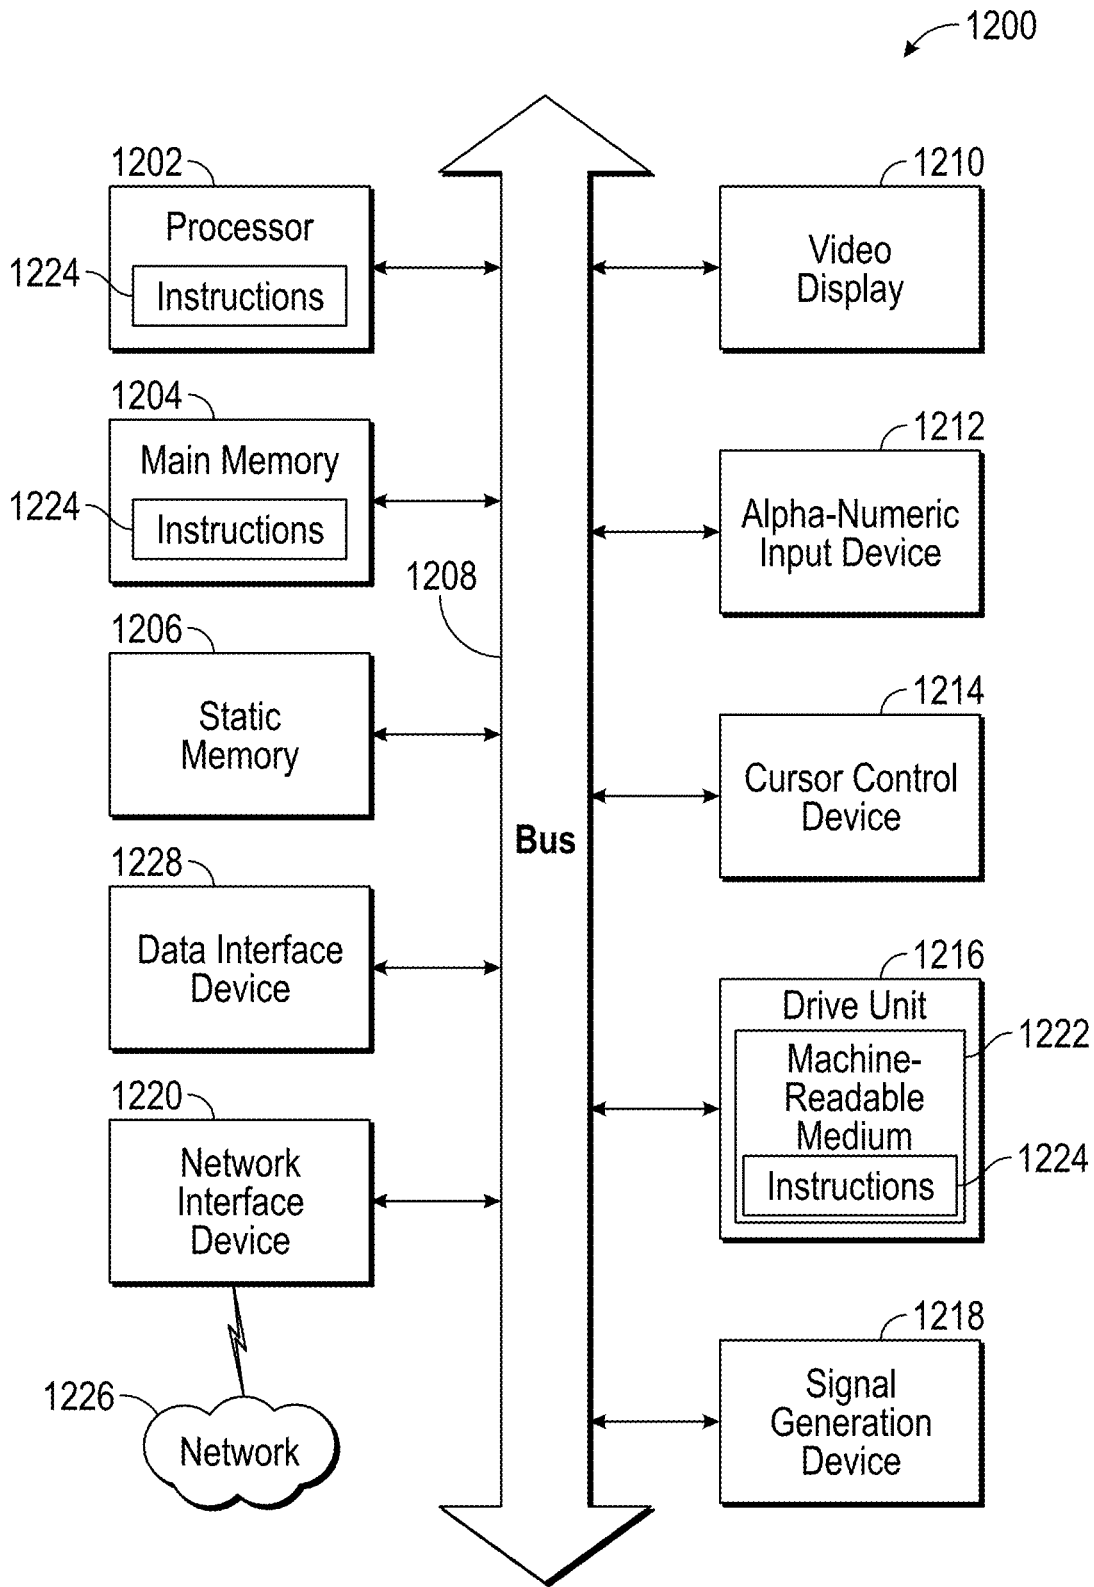 1200
1202
Processor
1224
Instructions
1204
Main Memory
1224
Instructions
1206
Static
Memory
1228
Data Interface
Device
1220
Network
Interface
Device
1226
Network
1208
Bus
1210
Video
Display
1212
Alpha-Numeric
Input Device
1214
Cursor Control
Device
1216
Drive Unit
1222
Machine-
Readable
Medium
1224
Instructions
1218
Signal
Generation
Device